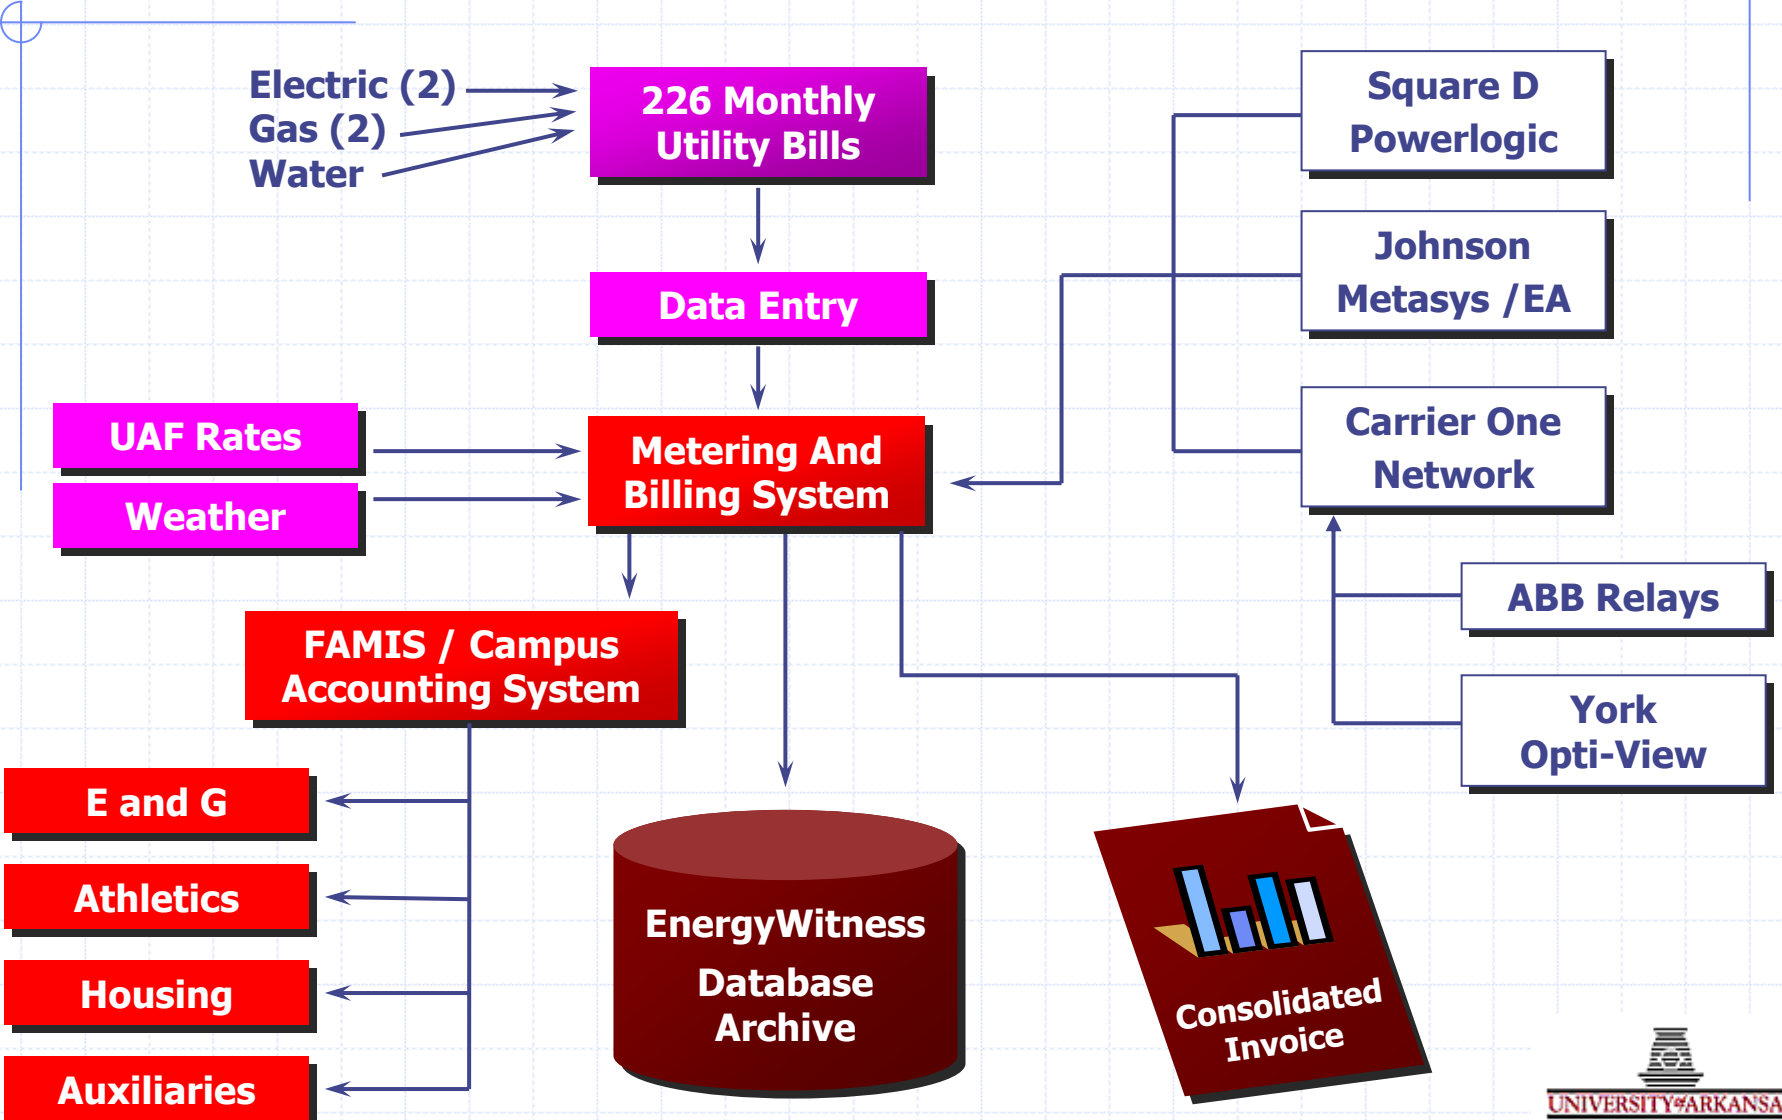 Electric (2)
Gas (2)
Water
226 Monthly
Utility Bills
Data Entry
UAF Rates
Weather
Metering And
Billing System
Square D
Powerlogic
Johnson
Metasys /EA
Carrier One
Network
ABB Relays
York
Opti-View
FAMIS / Campus
Accounting System
E and G
Athletics
Housing
Auxiliaries
EnergyWitness
Database
Archive
Consolidated
Invoice
UNIVERSITY OF ARKANSA